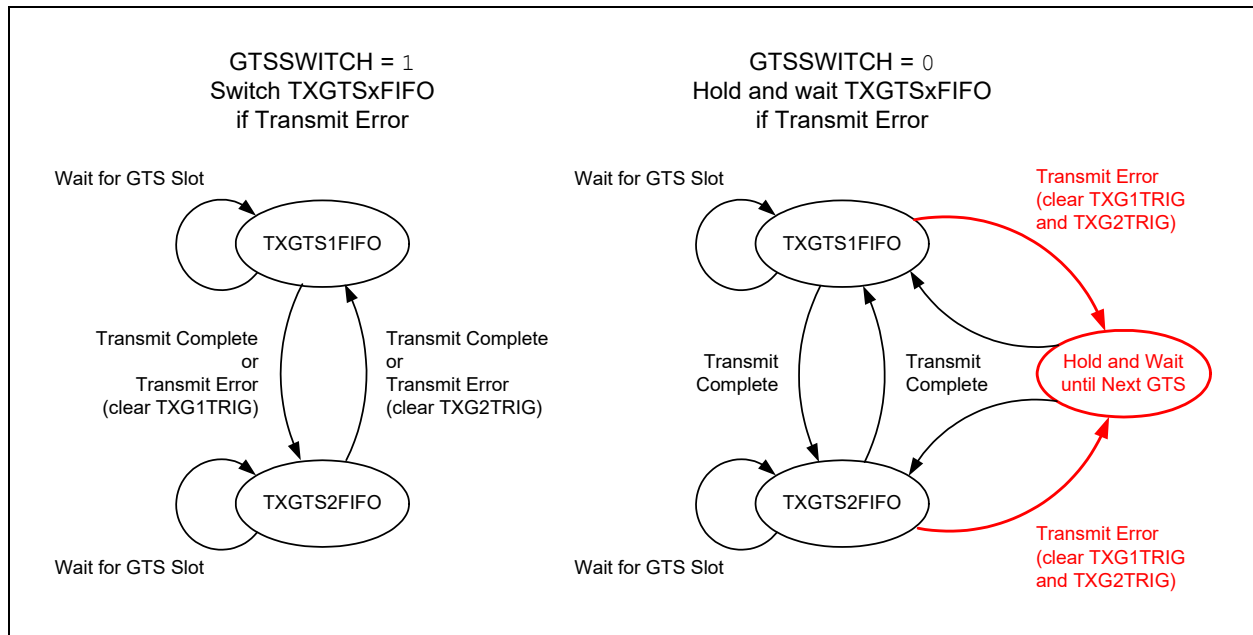 GTSSWITCH = 1
Switch TXGTSxFIFO
if Transmit Error
Wait for GTS Slot
TXGTS1FIFO
Transmit Complete
or
Transmit Error
(clear TXG1TRIG)
Transmit Complete
or
Transmit Error
(clear TXG2TRIG)
TXGTS2FIFO
Wait for GTS Slot
GTSSWITCH = 0
Hold and wait TXGTSxFIFO
if Transmit Error
Wait for GTS Slot
TXGTS1FIFO
Transmit Error
(clear TXG1TRIG
and TXG2TRIG)
Transmit
Complete
Transmit
Complete
Hold and Wait
until Next GTS
TXGTS2FIFO
Wait for GTS Slot
Transmit Error
(clear TXG1TRIG
and TXG2TRIG)